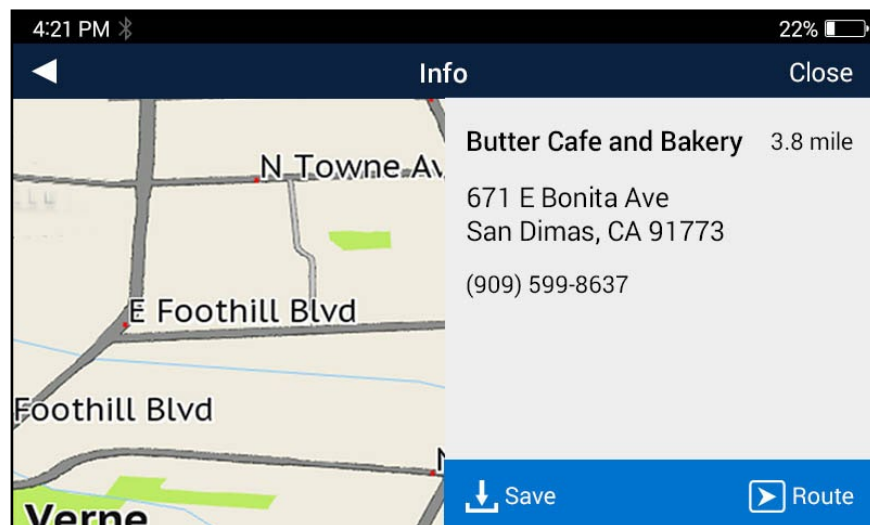 4:21 PM
22%
Info
Close
N Towne Av
E Foothill Blvd
Foothill Blvd
Verne
Butter Cafe and Bakery 3.8 mile
671 E Bonita Ave
San Dimas, CA 91773
(909) 599-8637
Save
Route